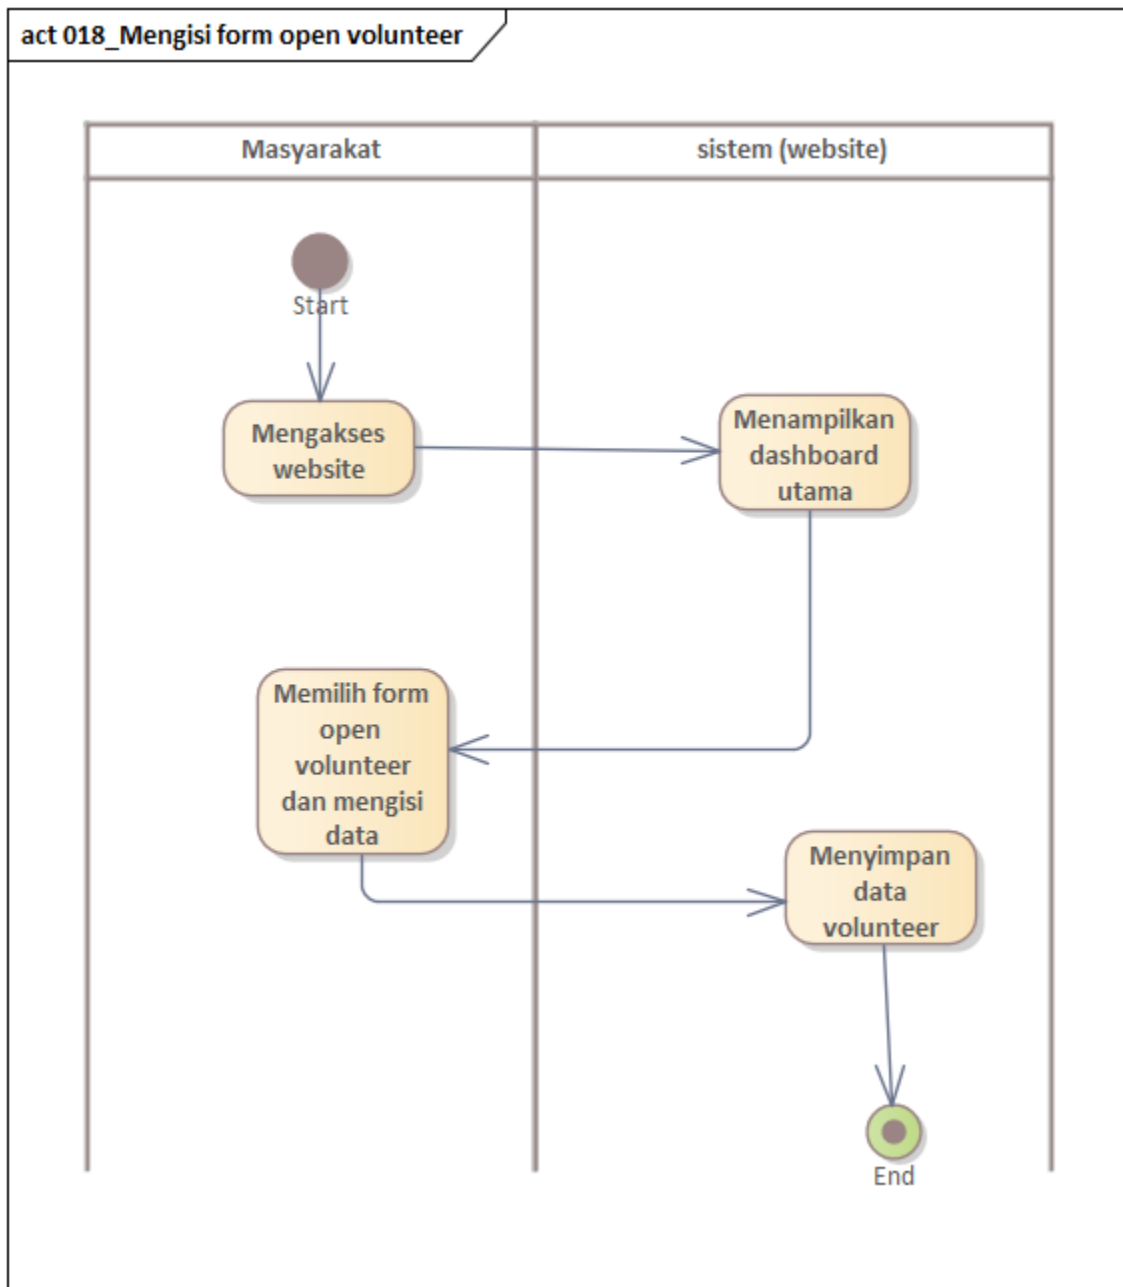 act 018_Mengisi form open volunteer
Masyarakat
sistem (website)
Start
Mengakses
website
Menampilkan
dashboard
utama
Memilih form
open
volunteer
dan mengisi
data
Menyimpan
data
volunteer
End